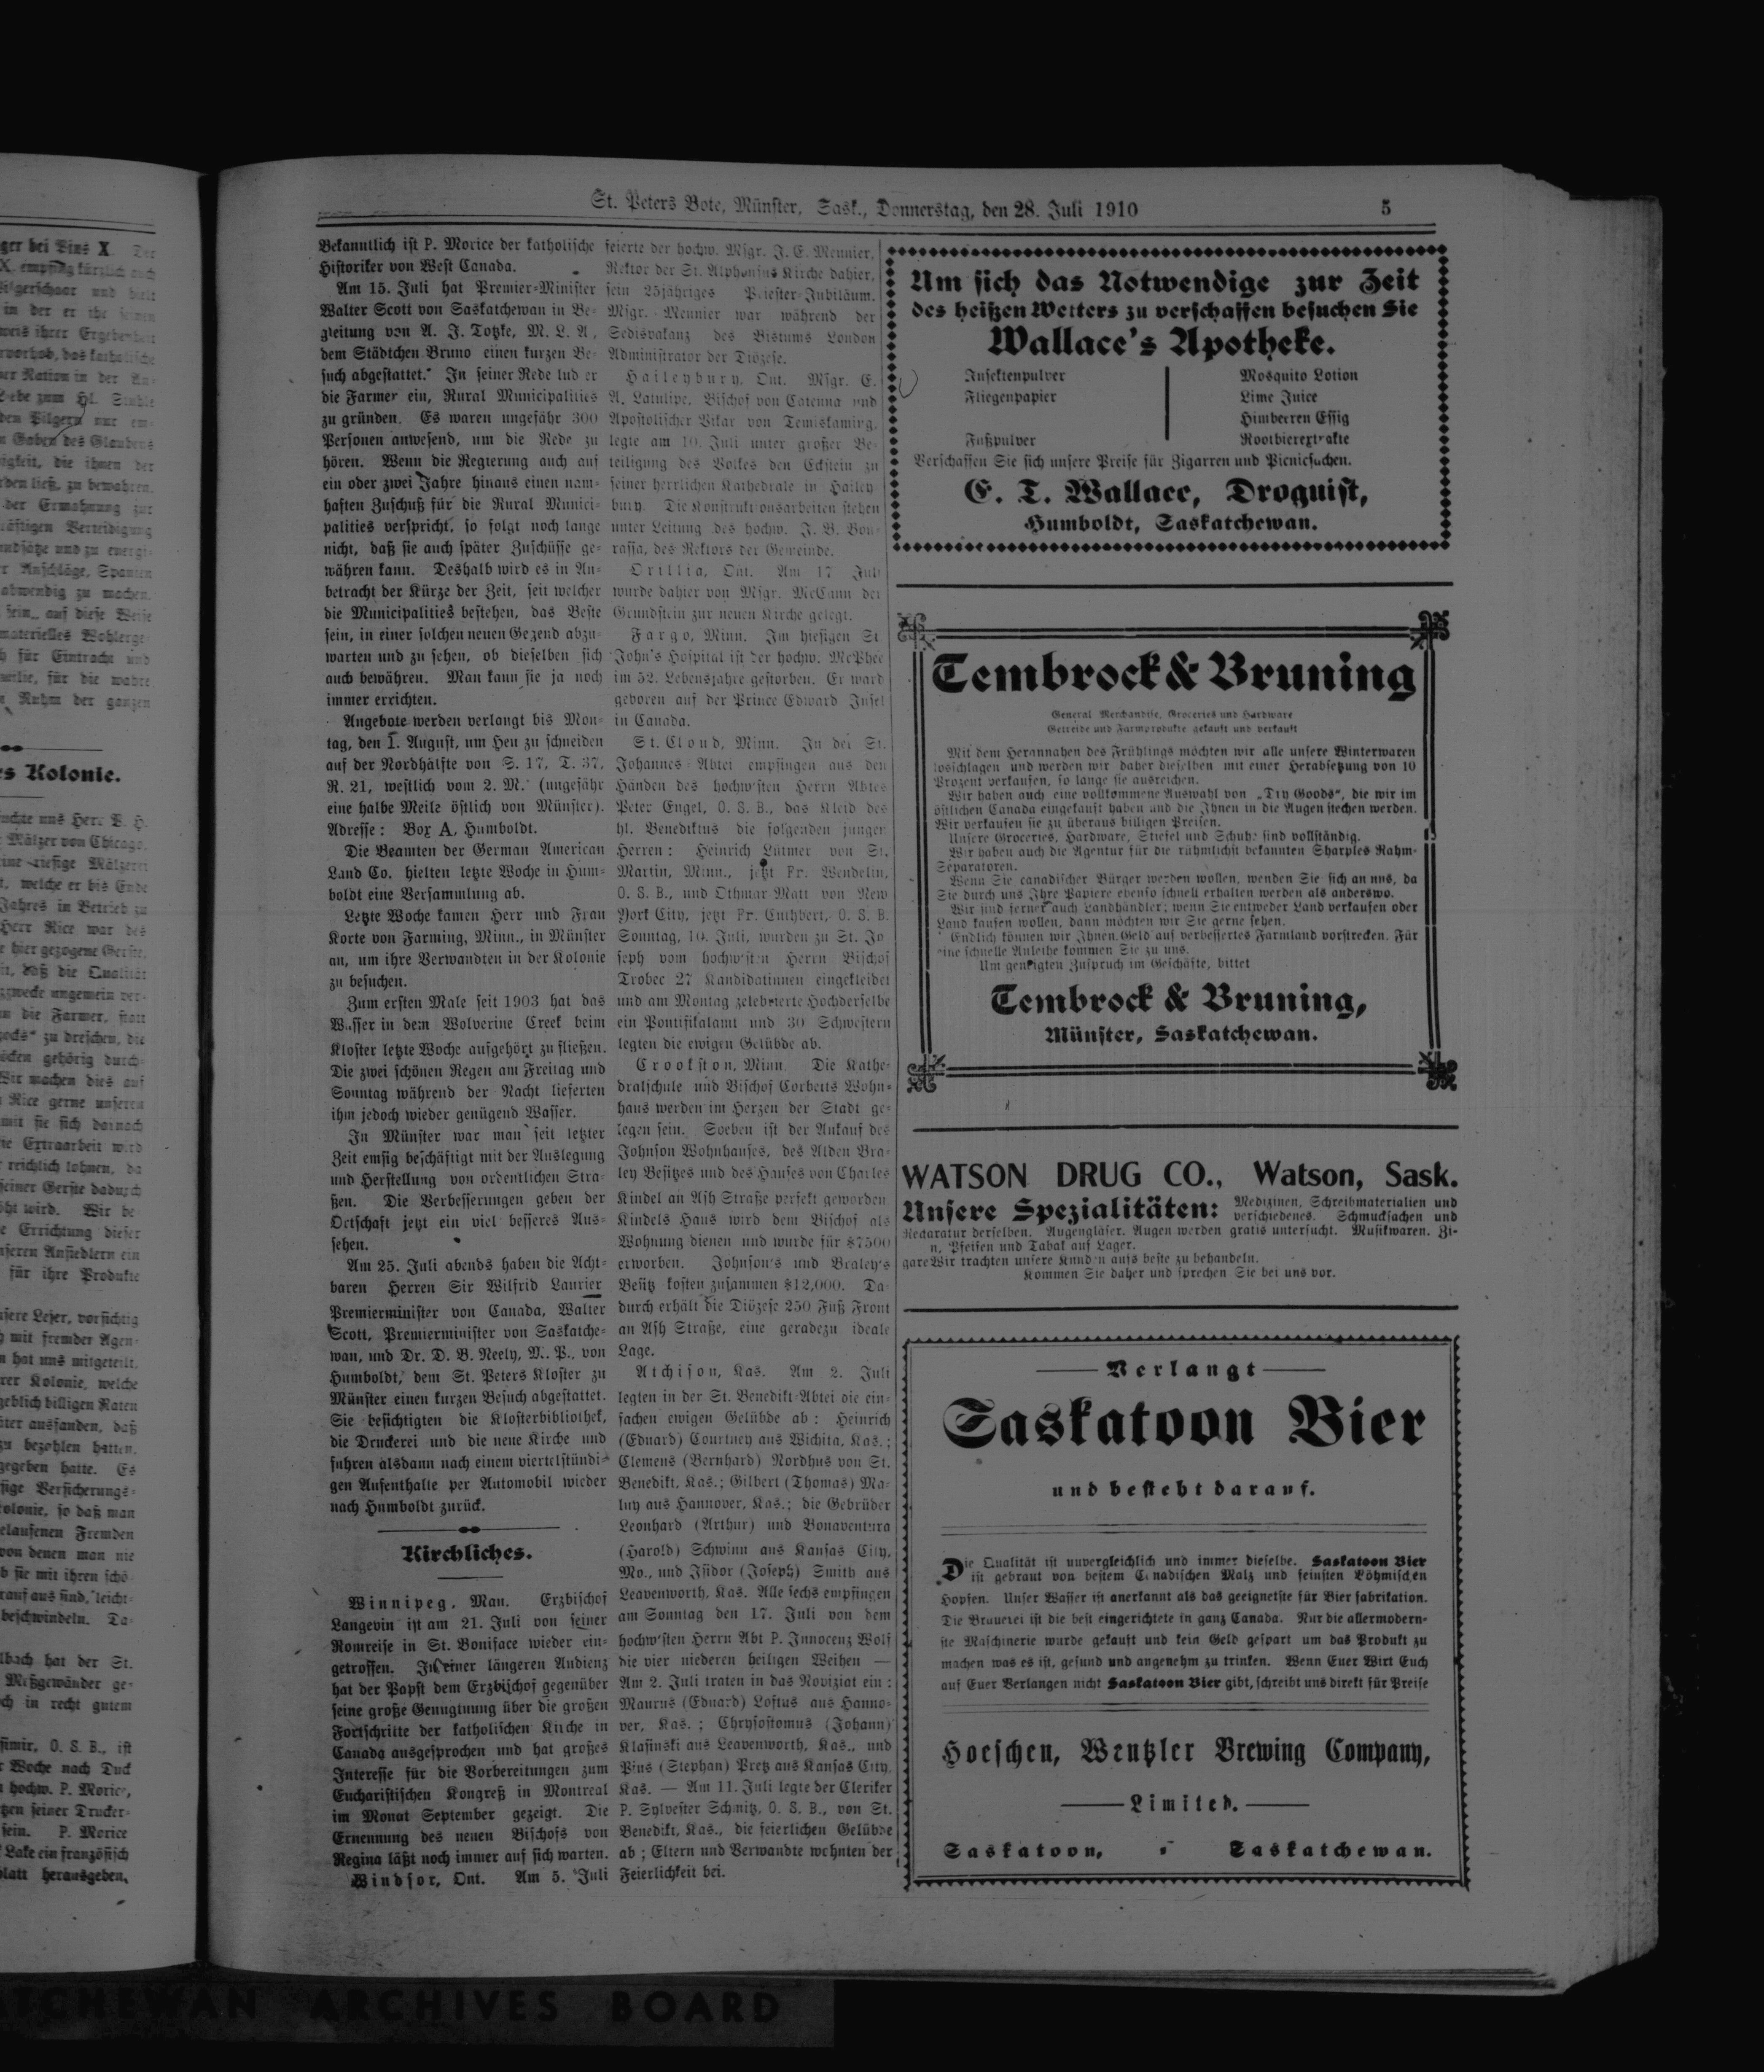 St. Peters Bote, Münster, Sask., Donnerstag, den 28. Juli 1910
5
Bekanntlich ist P. Morice der katholische
Historiker von West Canada.
Am 15. Juli hat Premier-Minister
Walter Scott von Saskatchewan in Be-
gleitung von A. J. Totzke, M. L. A,
dem Städtchen Bruno einen kurzen Be-
such abgestattet. In seiner Rede lud er
die Farmer ein, Rural Municipalities
zu gründen. Es waren ungefähr 300
Personen anwesend, um die Rede zu
hören. Wenn die Regierung auch auf
ein oder zwei Jahre hinaus einen nam-
haften Zuschuß für die Rural Munici-
palities verspricht, so folgt noch lange
nicht, daß sie auch später Zuschüsse ge-
währen kann. Deshalb wird es in An-
betracht der Kürze der Zeit, seit welcher
die Municipalities bestehen, das Beste
sein, in einer solchen neuen Gezend abzu-
warten und zu sehen, ob dieselben sich
auch bewähren. Man kann sie ja noch
immer errichten.
Angebote werden verlangt bis Mon-
tag, den 1. August, um Heu zu schneiden
auf der Nordhälfte von S. 17, T. 37,
R. 21, westlich vom 2. M. (ungefähr
eine halbe Meile östlich von Münster).
Adresse: Box A, Humboldt.
Die Beamten der German American
Land Co. hielten letzte Woche in Hum-
boldt eine Versammlung ab.
Letzte Woche kamen Herr und Frau
Korte von Farming, Minn., in Münster
an, um ihre Verwandten in der Kolonie
zu besuchen.
Zum ersten Male seit 1903 hat das
Wasser in dem Wolverine Creek beim
Kloster letzte Woche aufgehört zu fließen.
Die zwei schönen Regen am Freitag und
Sonntag während der Nacht lieferten
ihm jedoch wieder genügend Wasser.
In Münster war man seit letzter
Zeit emsig beschäftigt mit der Auslegung
und Herstellung von ordentlichen Stra-
ßen. Die Verbesserungen geben der
Ortschaft jetzt ein viel besseres Aus-
sehen.
Am 25. Juli abends haben die Acht-
baren Herren Sir Wilfrid Laurier
Premierminister von Canada, Walter
Scott, Premierminister von Saskatche-
wan, und Dr. D. B. Neely, M. P., von
Humboldt, dem St. Peters Kloster zu
Münster einen kurzen Besuch abgestattet.
Sie besichtigten die Klosterbibliothek,
die Druckerei und die neue Kirche und
fuhren alsdann nach einem viertelstündi-
gen Aufenthalte per Automobil wieder
nach Humboldt zurück.
Kirchliches.
Winnipeg, Man. Erzbischof
Langevin ist am 21. Juli von seiner
Romreise in St. Boniface wieder ein-
getroffen. In einer längeren Audienz
hat der Papst dem Erzbischof gegenüber
seine große Genugtuung über die großen
Fortschritte der katholischen Kirche in
Canada ausgesprochen und hat großes
Interesse für die Vorbereitungen zum
Eucharistischen Kongreß in Montreal
im Monat September gezeigt. Die
Ernennung des neuen Bischofs von
Regina läßt noch immer auf sich warten.
Windsor, Ont. Am 5. Juli
feierte der hochw. Msgr. J. E. Meunier,
Rektor der St. Alphonsus Kirche dahier,
sein 25jähriges Priester-Jubiläum.
Msgr. Meunier war während der
Sedisvakanz des Bistums London
Administrator der Diözese.
Haileybury, Ont. Msgr. E.
A. Latulipe, Bischof von Catenna und
Apostolischer Vikar von Temiskaming,
legte am 10. Juli unter großer Be-
teiligung des Volkes den Eckstein zu
seiner herrlichen Kathedrale in Hailey
bury. Die Konstruktionsarbeiten stehen
unter Leitung des hochw. J. B. Bou-
rassa, des Rektors der Gemeinde.
Orillia, Ont. Am 17 Juli
wurde dahier von Msgr. McCann der
Grundstein zur neuen Kirche gelegt.
Fargo, Minn. Im hiesigen St
John's Hospital ist der hochw. McPhee
im 52. Lebensjahre gestorben. Er ward
geboren auf der Prince Edward Insel
in Canada.
St. Cloud, Minn. In der St.
Johannes Abtei empfingen aus den
Händen des hochw'sten Herrn Abtes
Peter Engel, O. S. B., das Kleid des
hl. Benediktus die folgenden jungen
Herren: Heinrich Lütmer von St.
Martin, Minn., jetzt Fr. Wendelin,
O. S. B., und Othmar Matt von New
York City, jetzt Fr. Cuthbert, O. S. B.
Sonntag, 10. Juli, wurden zu St. Jo
seph vom hochw'sten Herrn Bischof
Trobec 27 Kandidatinnen eingekleidet
und am Montag zelebrierte Hochderselbe
ein Pontifikalamt und 30 Schwestern
legten die ewigen Gelübde ab.
Crookston, Minn. Die Kathe-
dralschule und Bischof Corbetts Wohn-
haus werden im Herzen der Stadt ge-
legen sein. Soeben ist der Ankauf des
Johnson Wohnhauses, des Alden Bra-
ley Besitzes und des Hauses von Charles
Kindel an Ash Straße perfekt geworden
Kindels Haus wird dem Bischof als
Wohnung dienen und wurde für $7500
erworben. Johnson's und Braley's
Besitz kosten zusammen $12,000. Da-
durch erhält die Diözese 250 Fuß Front
an Ash Straße, eine geradezu ideale
Lage.
Atchison, Kas. Am 2. Juli
legten in der St. Benedikt Abtei die ein-
fachen ewigen Gelübde ab: Heinrich
(Eduard) Courtney aus Wichita, Kas.;
Clemens (Bernhard) Nordhus von St.
Benedikt, Kas.; Gilbert (Thomas) Ma-
luy aus Hannover, Kas.; die Gebrüder
Leonhard (Arthur) und Bonaventura
(Harold) Schwinn aus Kansas City,
Mo., und Isidor (Joseph) Smith aus
Leavenworth, Kas. Alle sechs empfingen
am Sonntag den 17. Juli von dem
hochw'sten Herrn Abt P. Innocenz Wolf
die vier niederen heiligen Weihen —
Am 2. Juli traten in das Noviziat ein:
Maurus (Eduard) Loftus aus Hanno-
ver, Kas.; Chrysostomus (Johann)
Klasinski aus Leavenworth, Kas., und
Pius (Stephan) Pretz aus Kansas City,
Kas. — Am 11. Juli legte der Cleriker
P. Sylvester Schmitz, O. S. B., von St.
Benedikt, Kas., die feierlichen Gelübde
ab; Eltern und Verwandte wohnten der
Feierlichkeit bei.
Um sich das Notwendige zur Zeit
des heißen Wetters zu verschaffen besuchen Sie
Wallace's Apotheke.
Insektenpulver
Fliegenpapier
Fußpulver
Mosquito Lotion
Lime Juice
Himbeeren Essig
Rootbierextrakte
Verschaffen Sie sich unsere Preise für Zigarren und Picnicsachen.
E. T. Wallace, Droguist,
Humboldt, Saskatchewan.
Tembrock & Bruning
General Merchandise, Groceries und Hardware
Getreide und Farmprodukte gekauft und verkauft
Mit dem Herannahen des Frühlings möchten wir alle unsere Winterwaren
losschlagen und werden wir daher dieselben mit einer Herabsetzung von 10
Prozent verkaufen, so lange sie ausreichen.
Wir haben auch eine vollkommene Auswahl von „Dry Goods“, die wir im
östlichen Canada eingekauft haben und die Ihnen in die Augen stechen werden.
Wir verkaufen sie zu überaus billigen Preisen.
Unsere Groceries, Hardware, Stiefel und Schuhe sind vollständig.
Wir haben auch die Agentur für die rühmlichst bekannten Sharples Rahm-
Separatoren.
Wenn Sie canadischer Bürger werden wollen, wenden Sie sich an uns, da
Sie durch uns Ihre Papiere ebenso schnell erhalten werden als anderswo.
Wir sind ferner auch Landhändler; wenn Sie entweder Land verkaufen oder
Land kaufen wollen, dann möchten wir Sie gerne sehen.
Endlich können wir Ihnen Geld auf verbessertes Farmland vorstrecken. Für
eine schnelle Anleihe kommen Sie zu uns.
Um geneigten Zuspruch im Geschäfte, bittet
Tembrock & Bruning,
Münster, Saskatchewan.
WATSON DRUG CO., Watson, Sask.
Unsere Spezialitäten: Medizinen, Schreibmaterialien und
verschiedenes. Schmucksachen und
Reparatur derselben. Augengläser. Augen werden gratis untersucht. Musikwaren. Zi-
n, Pfeifen und Tabak auf Lager.
gare Wir trachten unsere Kunden aufs beste zu behandeln.
Kommen Sie daher und sprechen Sie bei uns vor.
Verlangt
Saskatoon Bier
und besteht darauf.
Die Qualität ist unvergleichlich und immer dieselbe. Saskatoon Bier
ist gebraut von bestem Canadischen Malz und feinsten Böhmischen
Hopfen. Unser Wasser ist anerkannt als das geeignetste für Bier fabrikation.
Die Brauerei ist die best eingerichtete in ganz Canada. Nur die allermodern-
ste Maschinerie wurde gekauft und kein Geld gespart um das Produkt zu
machen was es ist, gesund und angenehm zu trinken. Wenn Euer Wirt Euch
auf Euer Verlangen nicht Saskatoon Bier gibt, schreibt uns direkt für Preise
Hoeschen, Wentzler Brewing Company,
Limited.
Saskatoon, Saskatchewan.
ARCHIVES BOARD